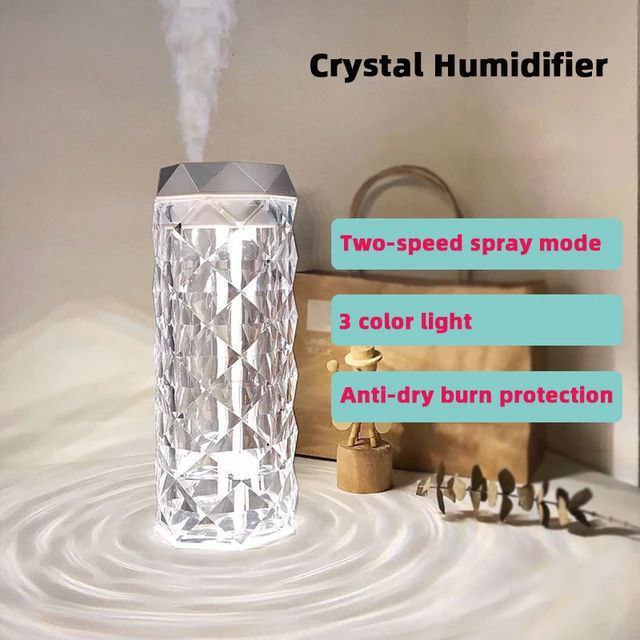 Crystal Humidifier
Two-speed spray mode
3 color light
Anti-dry burn protection